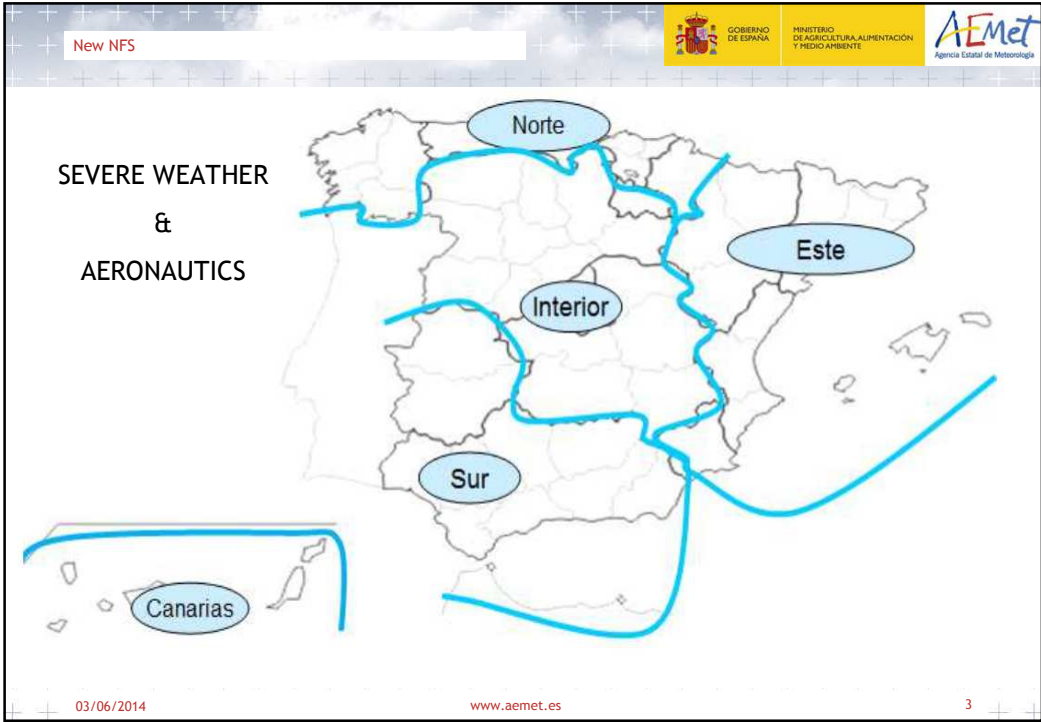 New NFS
GOBIERNO
DE ESPAÑA
MINISTERIO
DE AGRICULTURA, ALIMENTACIÓN
Y MEDIO AMBIENTE
AEMet
Agencia Estatal de Meteorología
SEVERE WEATHER
&
AERONAUTICS
Norte
Este
Interior
Sur
Canarias
03/06/2014
www.aemet.es
3